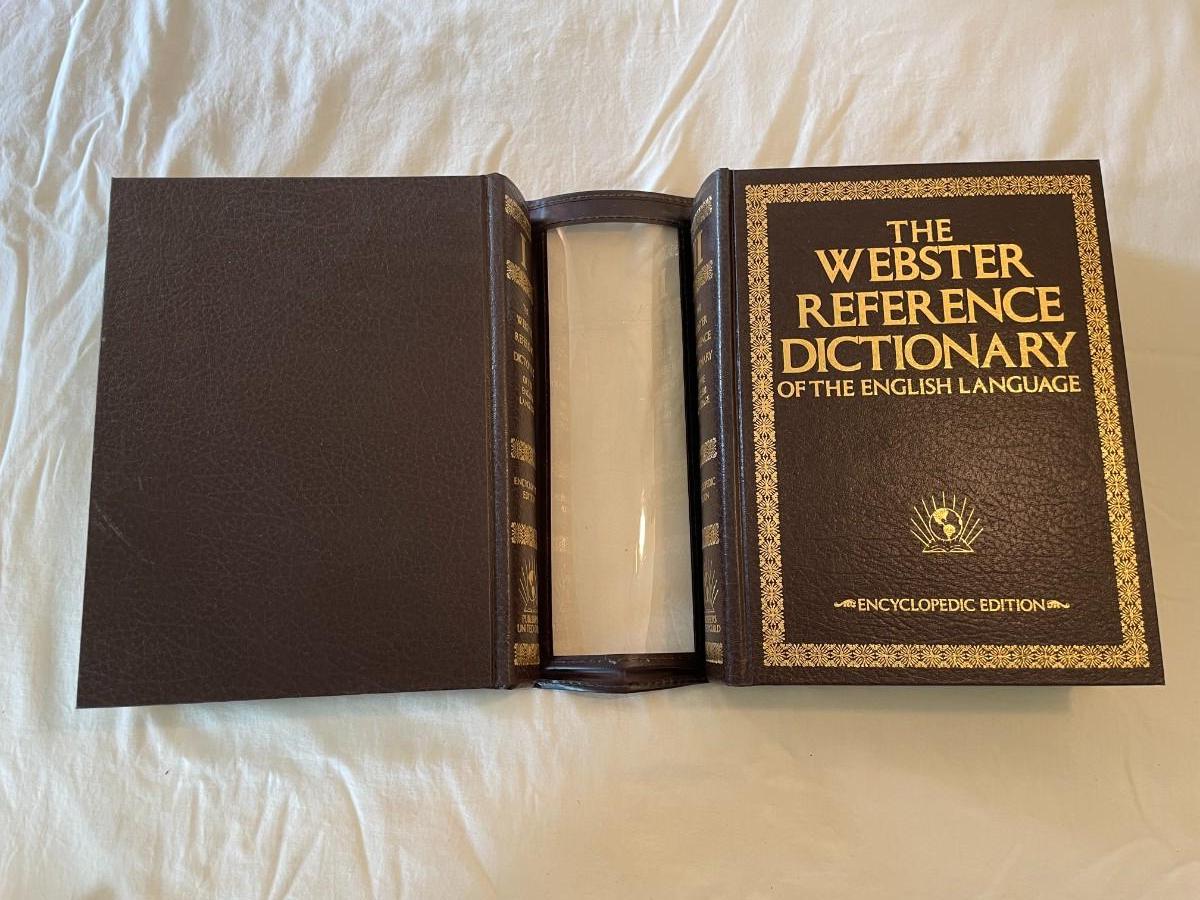 I
THE
WEBSTER
REFERENCE
DICTIONARY
OF THE ENGLISH LANGUAGE
ENCYCLOPEDIC EDITION